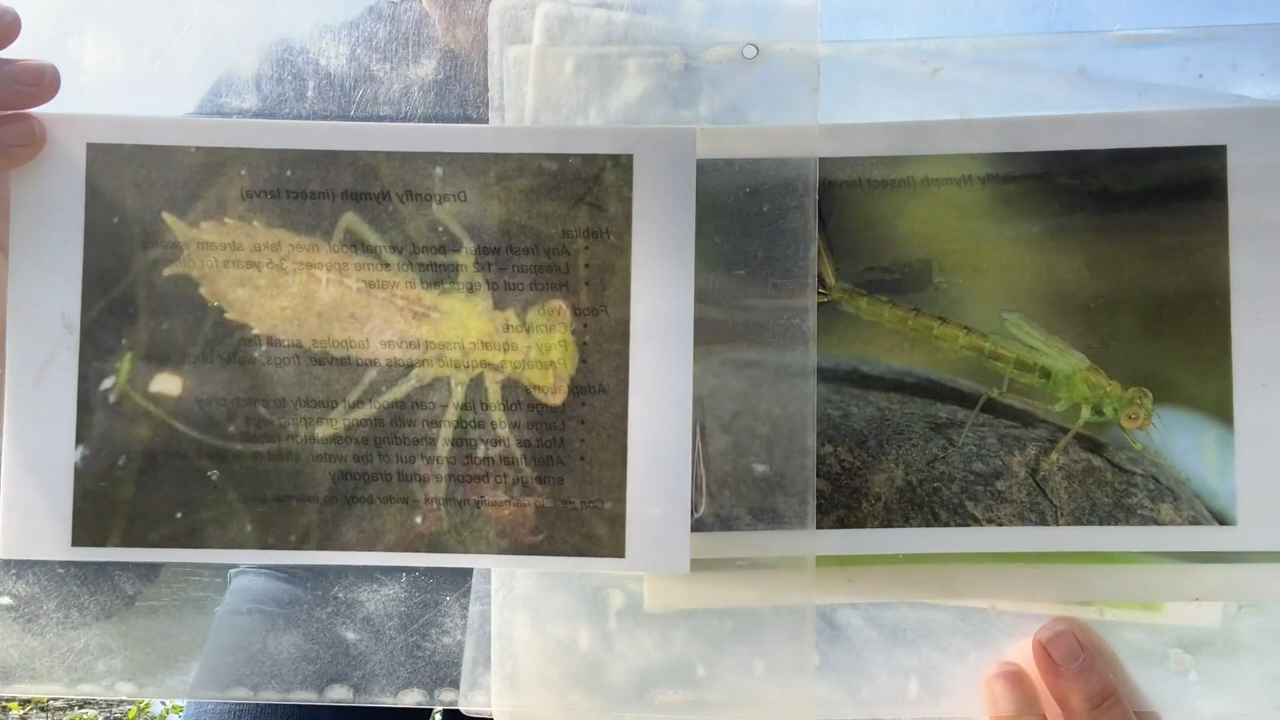 Dragonfly Nymph (insect larva)
Habitat
• Any fresh water – pond, vernal pool, river, lake, stream, swamp
• Lifespan – 1-2 months for some species; 3-5 years for others
• Hatch out of eggs laid in water
Food Web
• Carnivore
• Prey – aquatic insect larvae, tadpoles, small fish
• Predators – aquatic insects and larvae, frogs, water birds
Adaptations
• Large folded jaw – can shoot out quickly to catch prey
• Large wide abdomen with strong grasping legs
• Molt as they grow, shedding exoskeleton
• After final molt, crawl out of the water, shed
emerge to become adult dragonfly
to damselfly nymphs – wider body, no external
Nymph (insect larva)